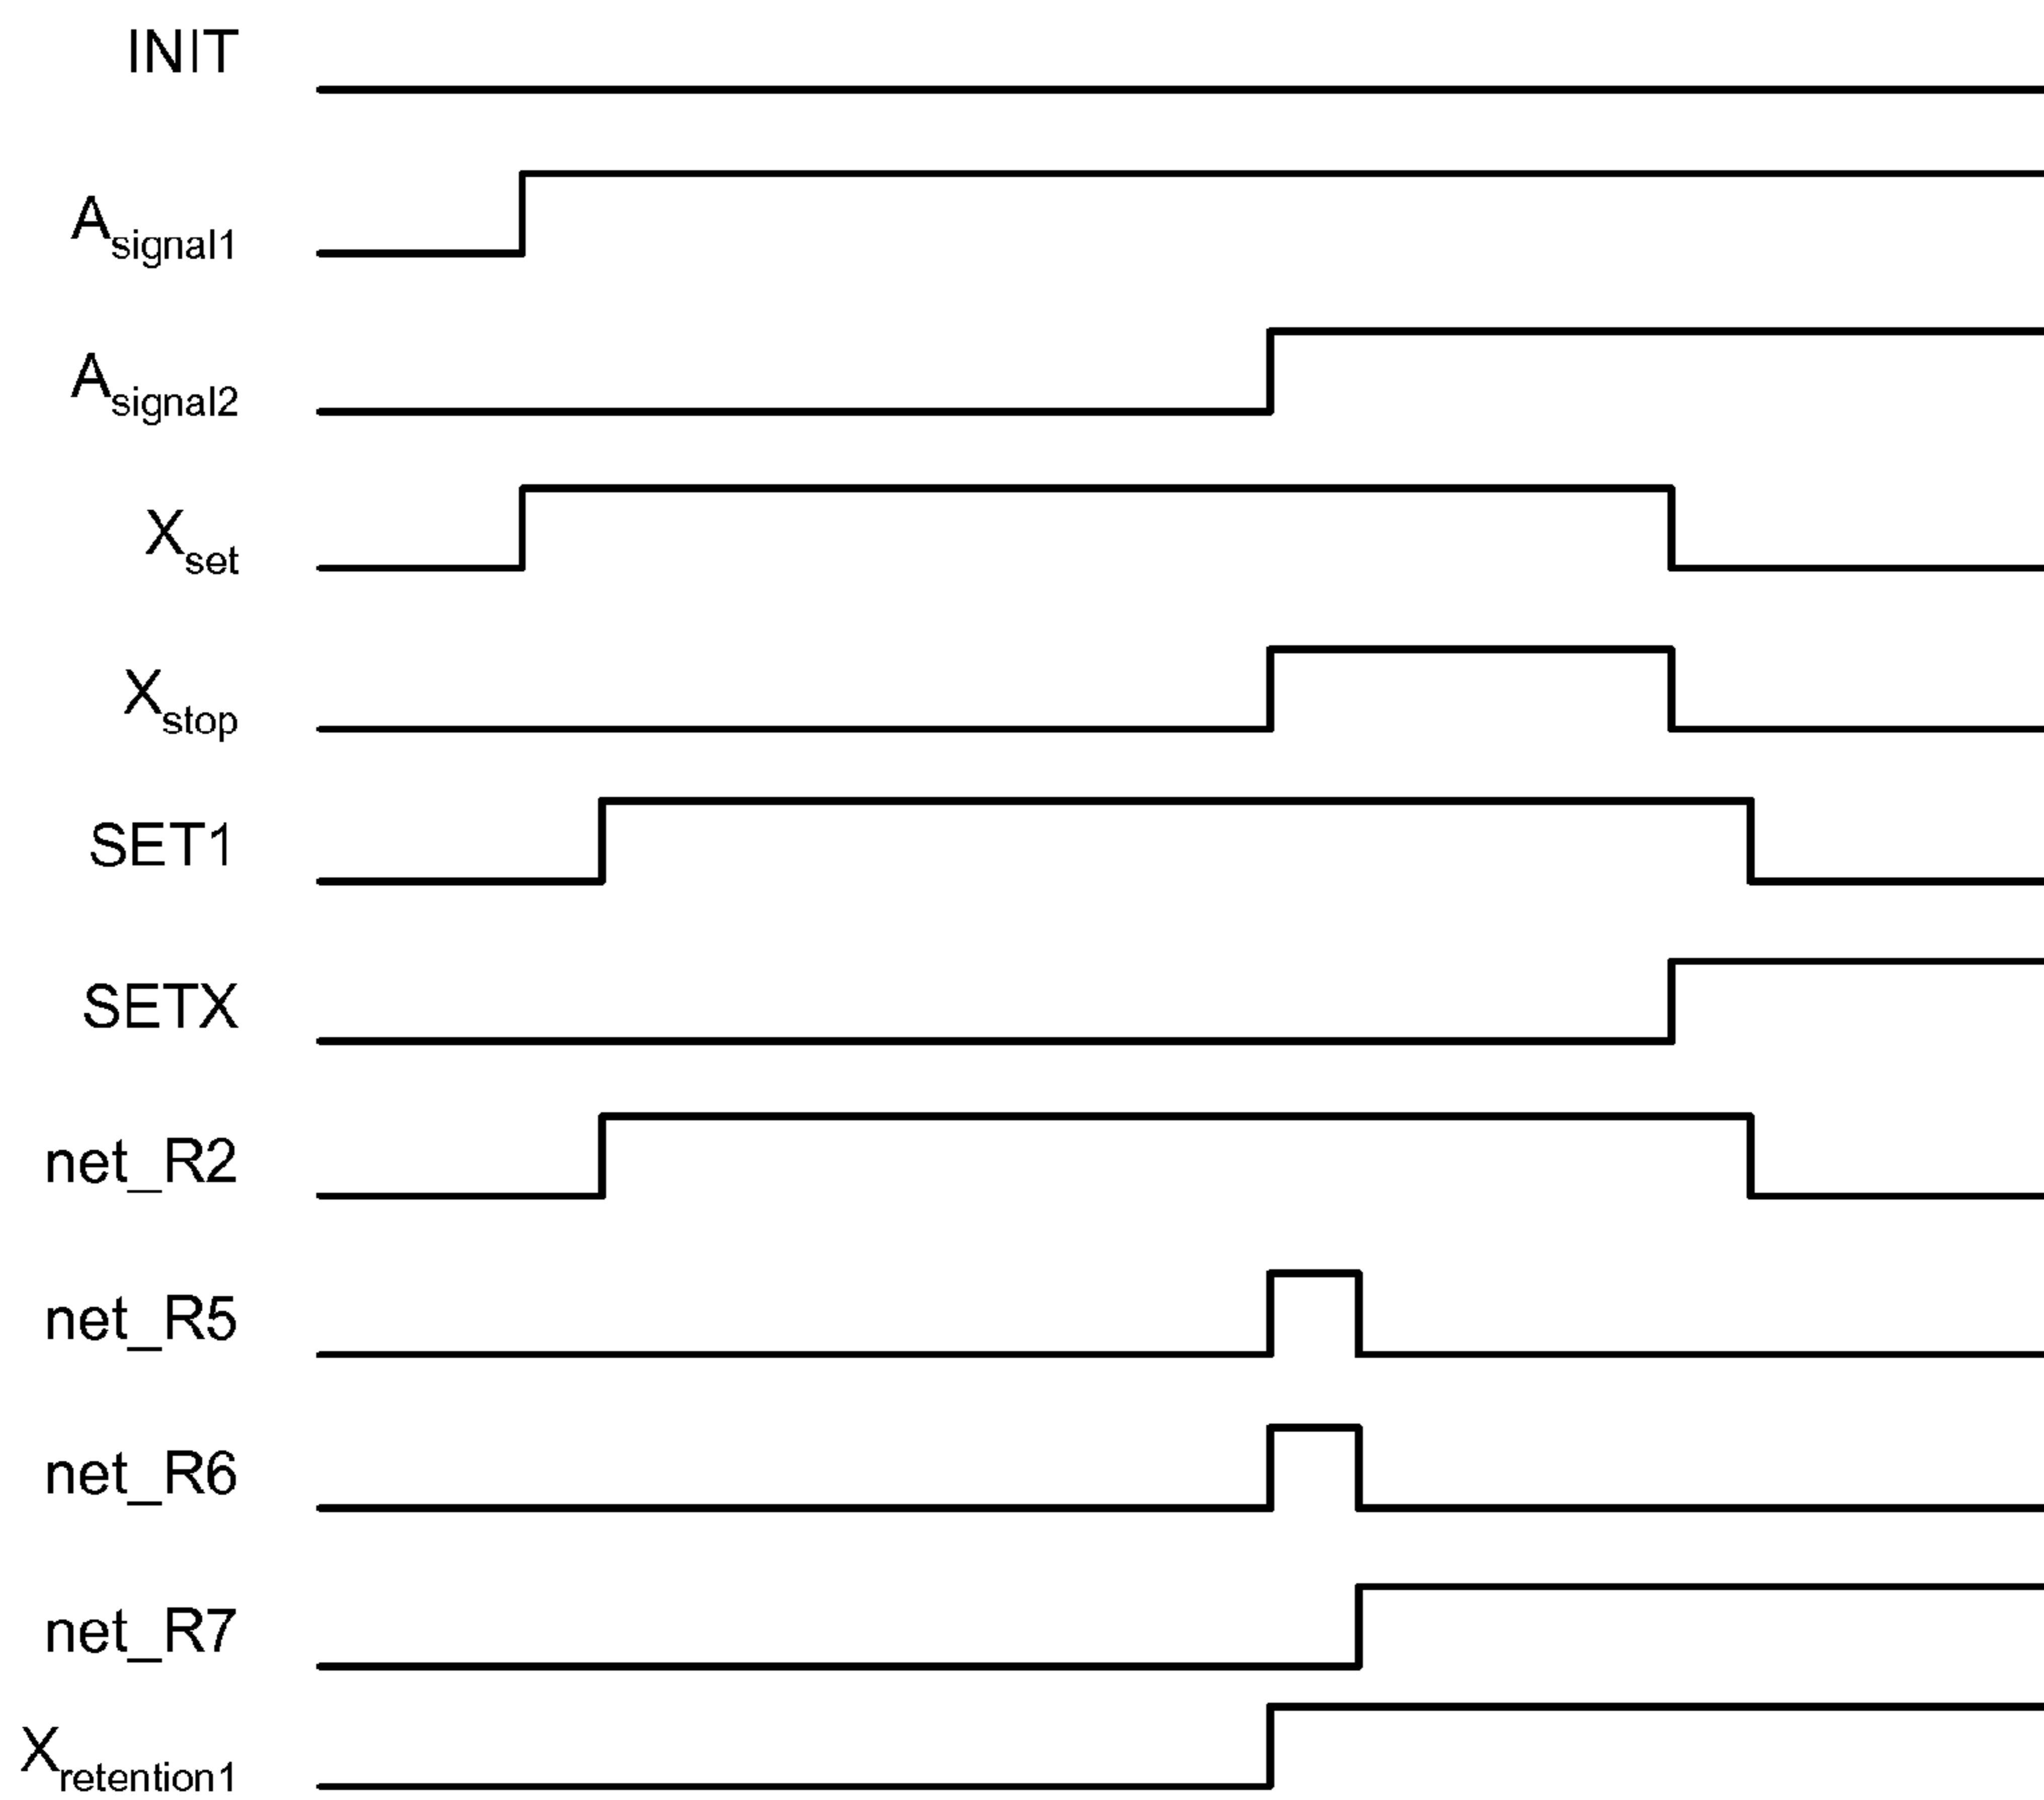 INIT
Asignal1
Asignal2
Xset
Xstop
SET1
SETX
net_R2
net_R5
net_R6
net_R7
Xretention1